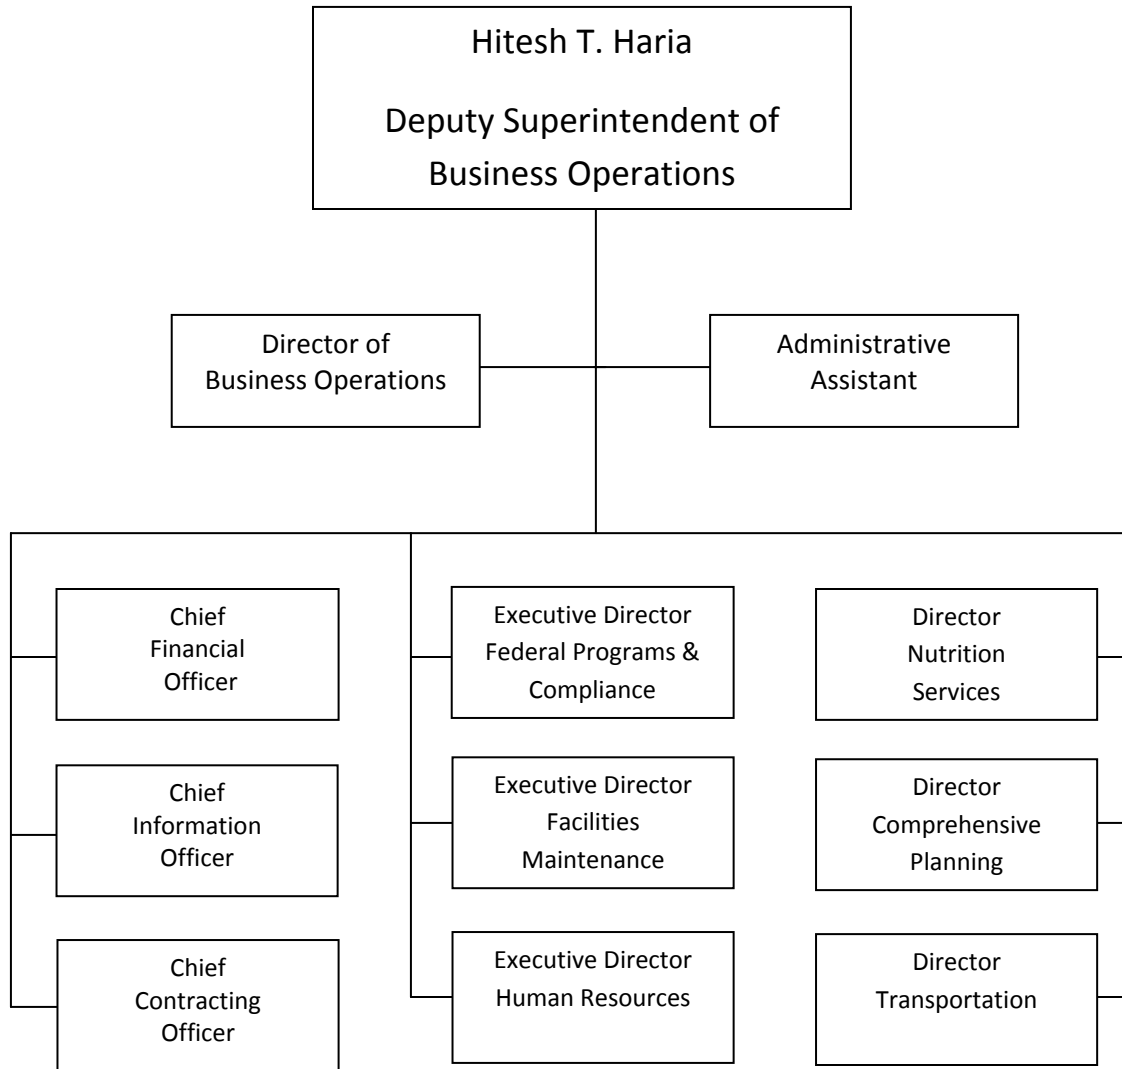 Hitesh T. Haria
Deputy Superintendent of
Business Operations
Director of
Business Operations
Administrative
Assistant
Chief
Financial
Officer
Executive Director
Federal Programs &
Compliance
Director
Nutrition
Services
Chief
Information
Officer
Executive Director
Facilities
Maintenance
Director
Comprehensive
Planning
Chief
Contracting
Officer
Executive Director
Human Resources
Director
Transportation